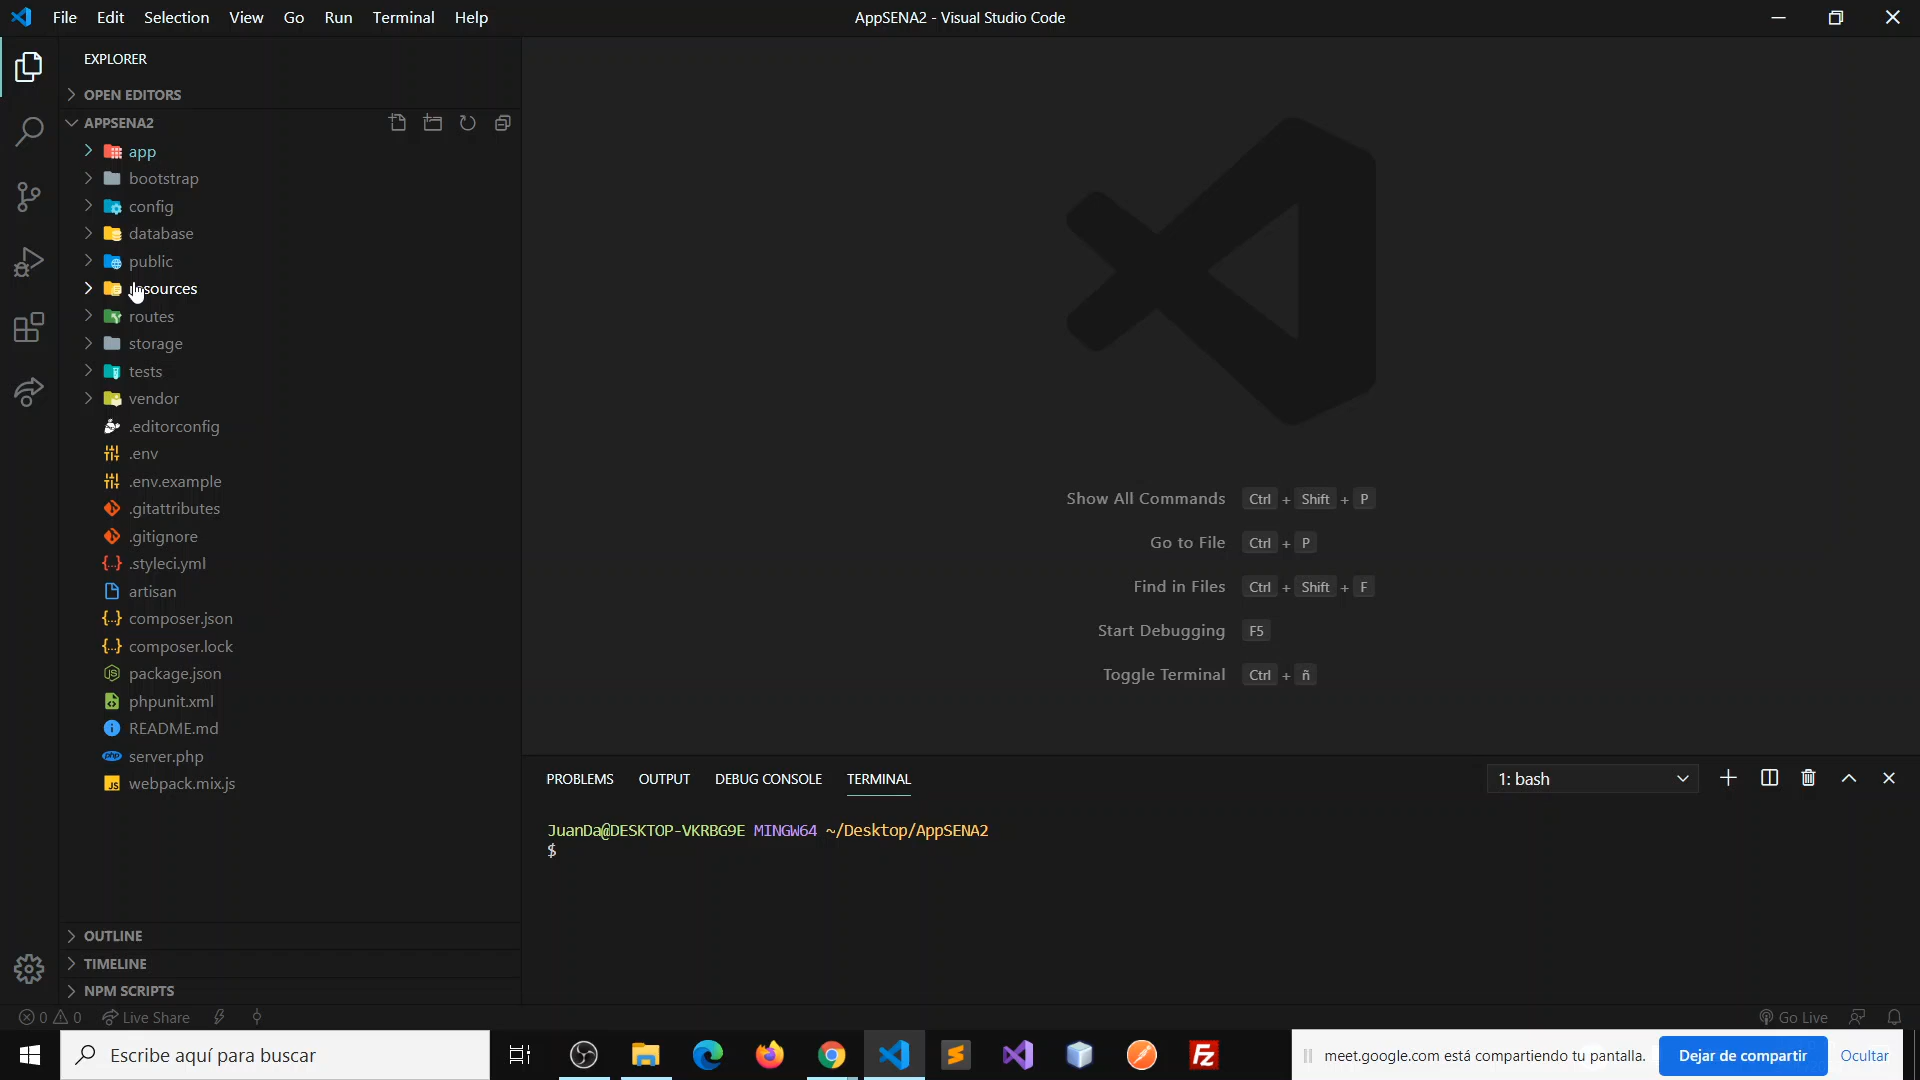 File Edit Selection View Go Run Terminal Help
AppSENA2 - Visual Studio Code
EXPLORER
OPEN EDITORS
APPSENA2
app
bootstrap
config
database
public
resources
routes
storage
tests
vendor
.editorconfig
.env
.env.example
.gitattributes
.gitignore
.styleci.yml
artisan
composer.json
composer.lock
package.json
phpunit.xml
README.md
server.php
webpack.mix.js
OUTLINE
TIMELINE
NPM SCRIPTS
Show All Commands Ctrl + Shift + P
Go to File Ctrl + P
Find in Files Ctrl + Shift + F
Start Debugging F5
Toggle Terminal Ctrl + ñ
PROBLEMS OUTPUT DEBUG CONSOLE TERMINAL
1: bash
JuanDa@DESKTOP-VKRBG9E MINGW64 ~/Desktop/AppSENA2
$
0 0 Live Share
Go Live
Escribe aquí para buscar
meet.google.com está compartiendo tu pantalla.
Dejar de compartir
Ocultar